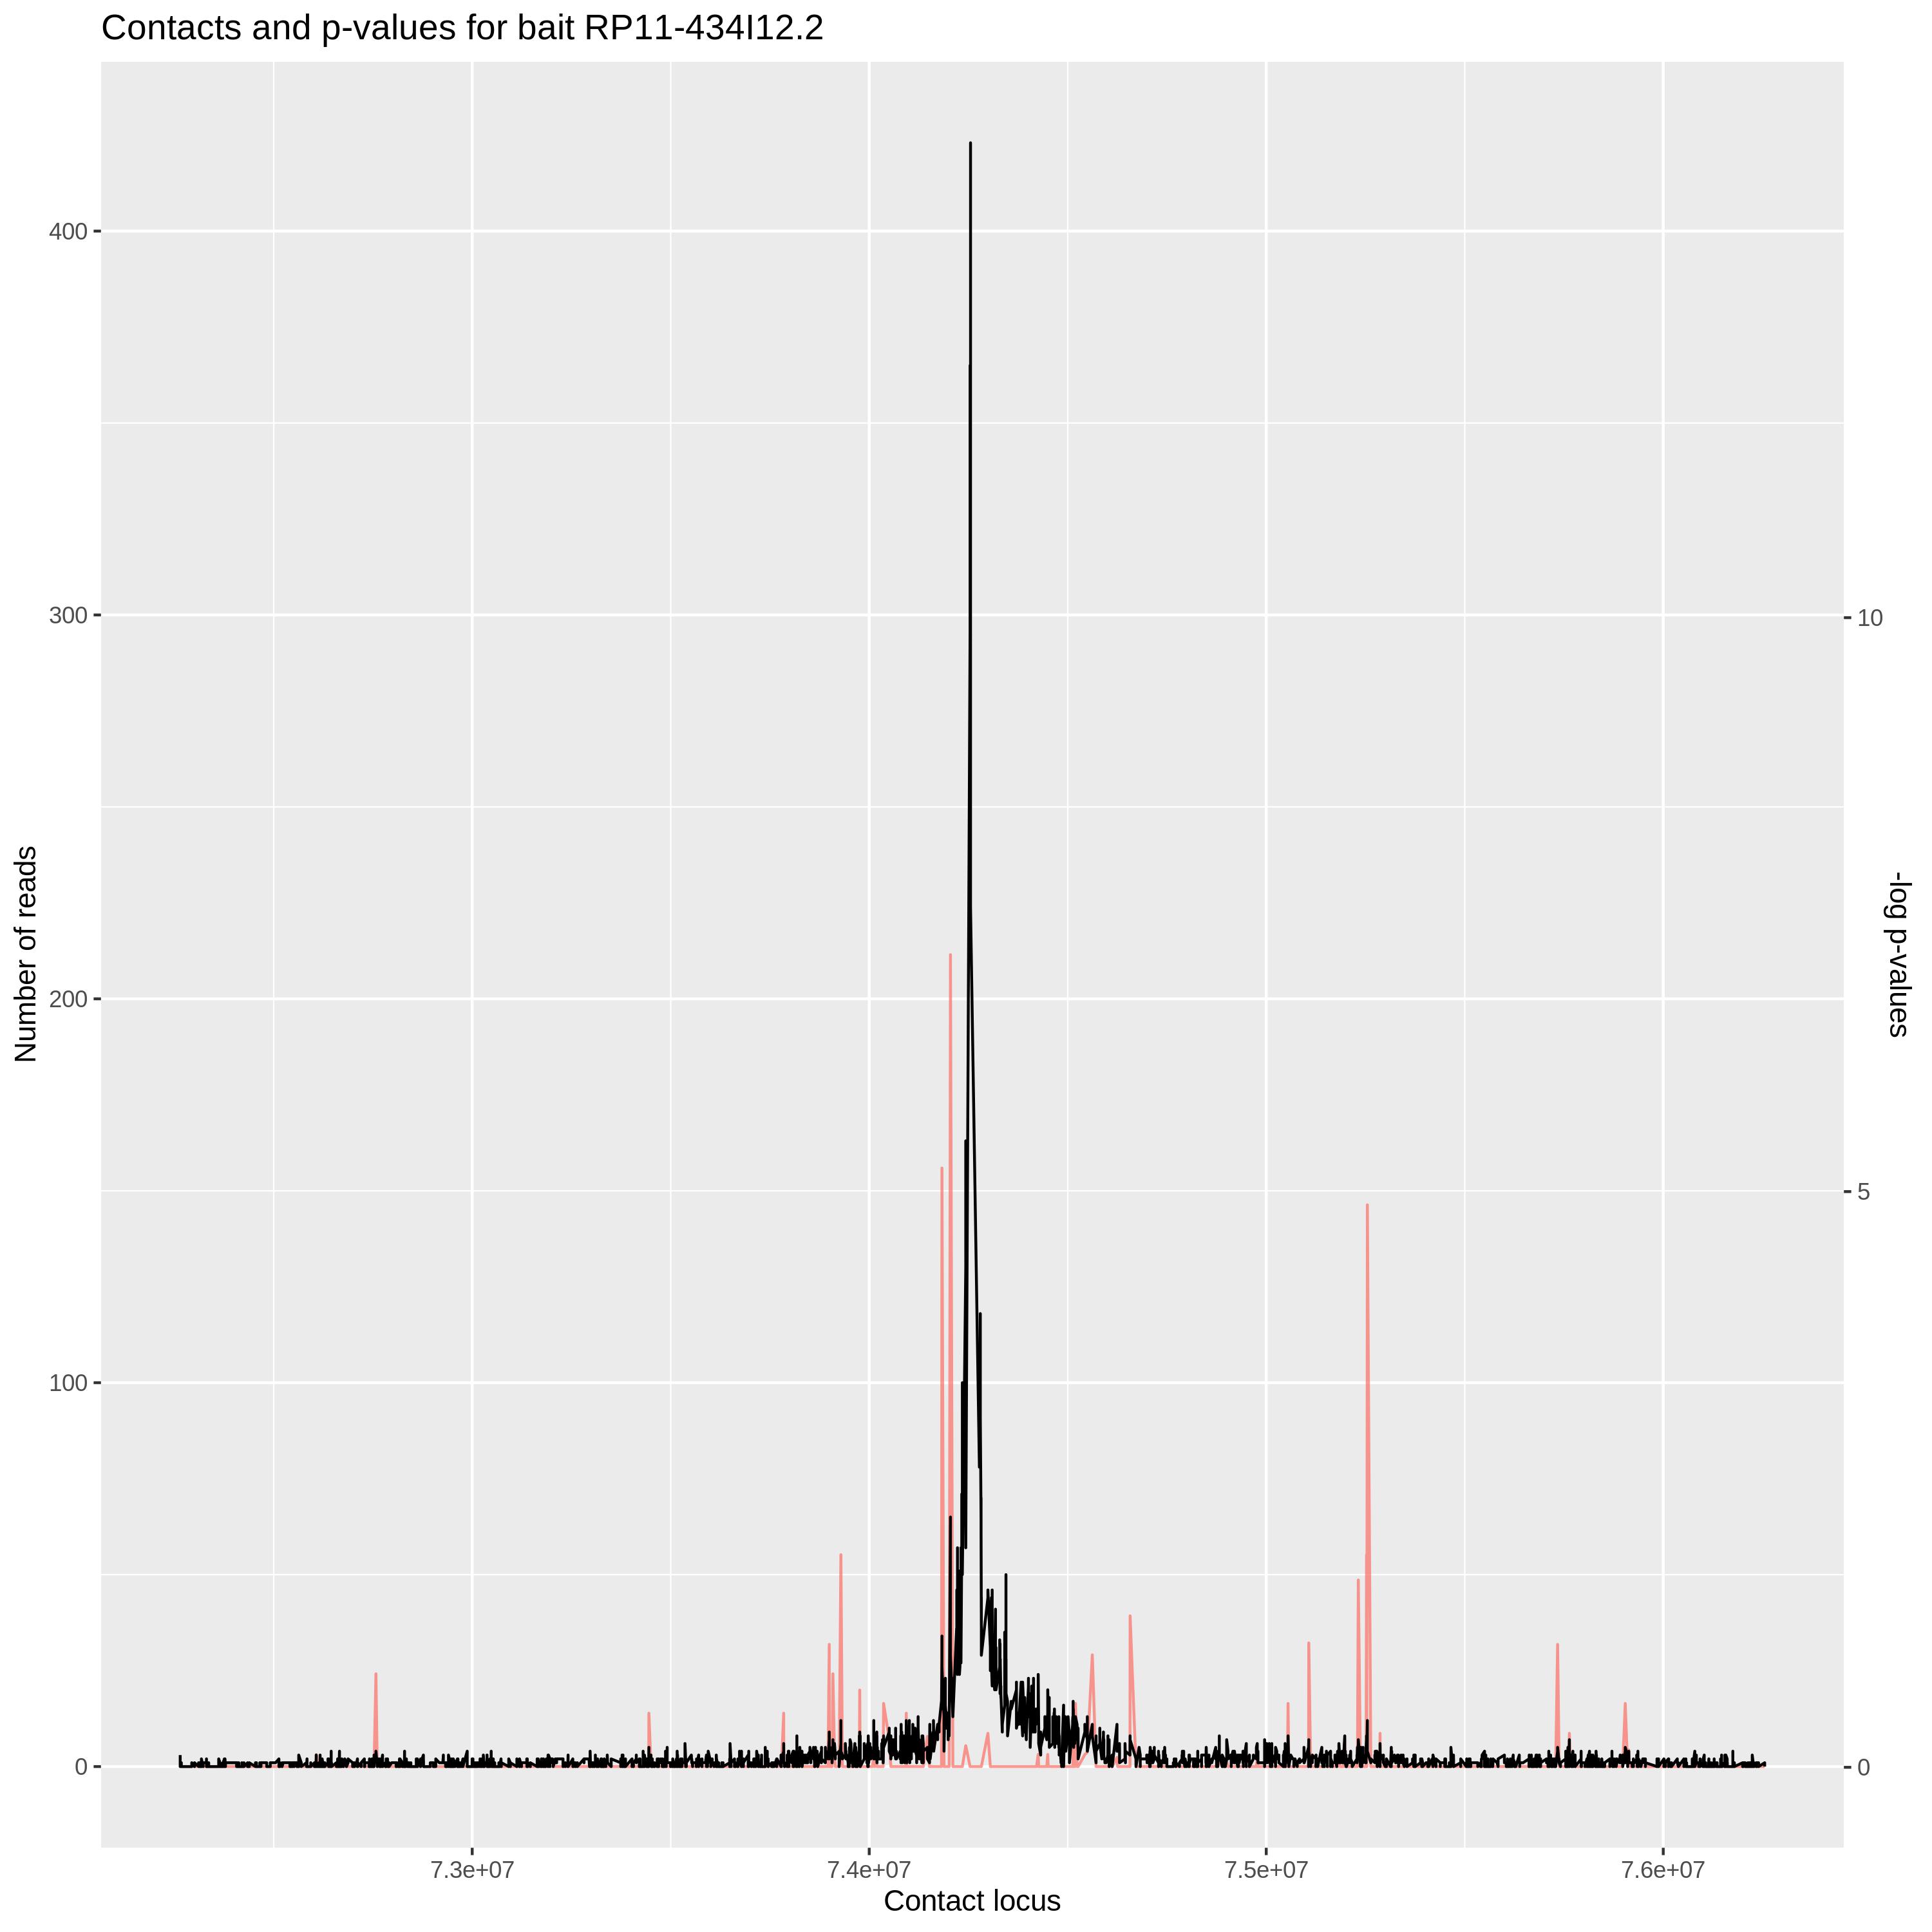 Contacts and p-values for bait RP11-434I12.2
400
300
200
100
0
10
5
0
Number of reads
-log p-values
7.3e+07
7.4e+07
7.5e+07
7.6e+07
Contact locus